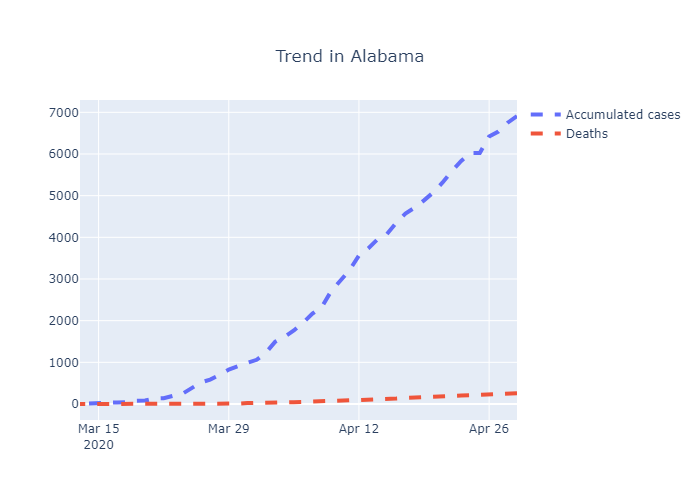 Trend in Alabama
7000
6000
5000
4000
3000
2000
1000
0
Mar 15
2020
Mar 29
Apr 12
Apr 26
Accumulated cases
Deaths